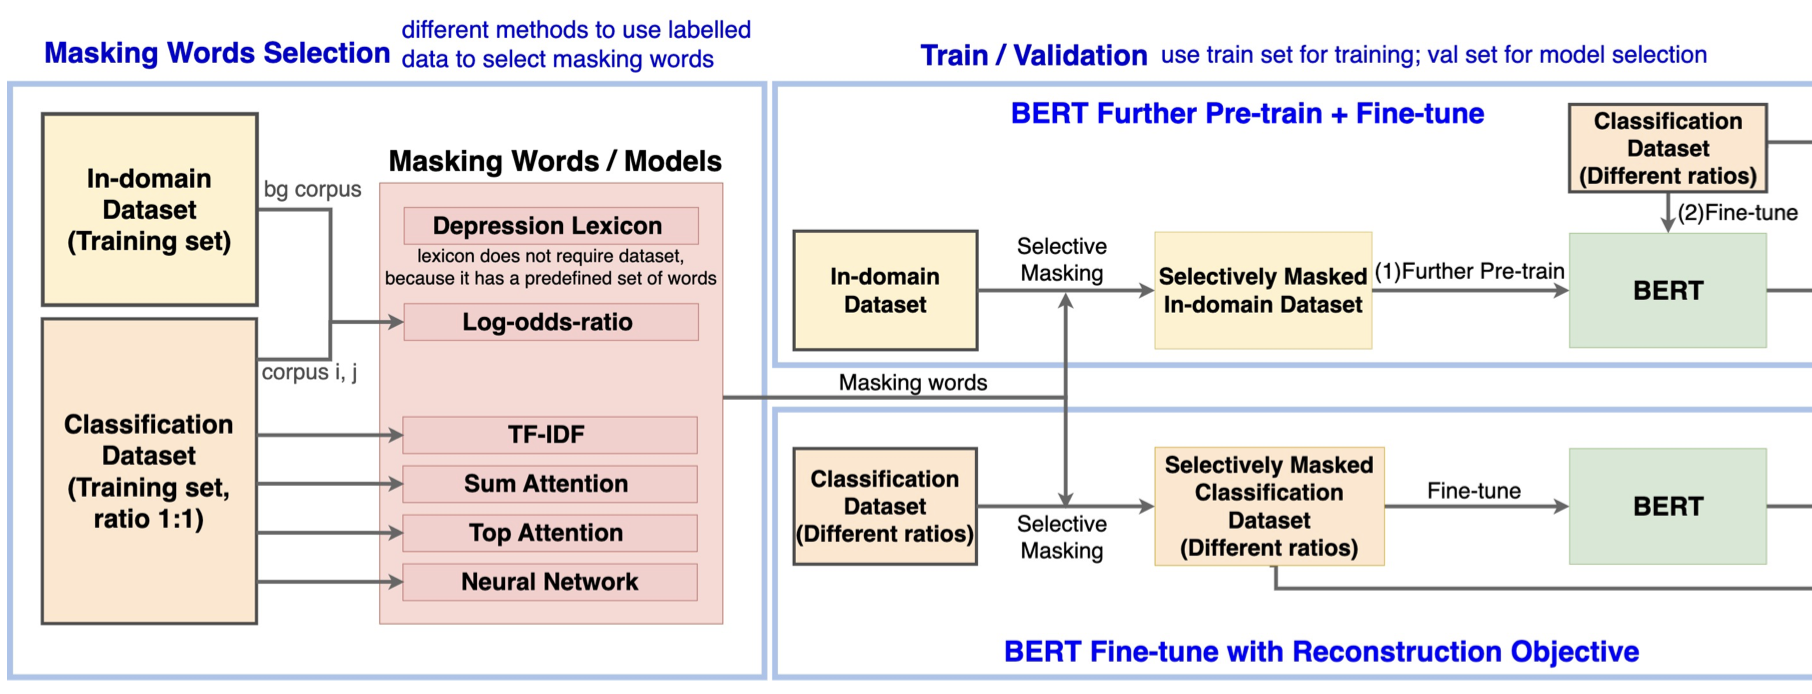 Masking Words Selection
different methods to use labelled
data to select masking words
In-domain
Dataset
(Training set)
bg corpus
corpus i, j
Classification
Dataset
(Training set,
ratio 1:1)
Masking Words / Models
Depression Lexicon
lexicon does not require dataset,
because it has a predefined set of words
Log-odds-ratio
TF-IDF
Sum Attention
Top Attention
Neural Network
Masking words
Train / Validation use train set for training; val set for model selection
BERT Further Pre-train + Fine-tune
Classification
Dataset
(Different ratios)
(2)Fine-tune
In-domain
Dataset
Selective
Masking
Selectively Masked
In-domain Dataset
(1)Further Pre-train
BERT
Classification
Dataset
(Different ratios)
Selective
Masking
Selectively Masked
Classification
Dataset
(Different ratios)
Fine-tune
BERT
BERT Fine-tune with Reconstruction Objective